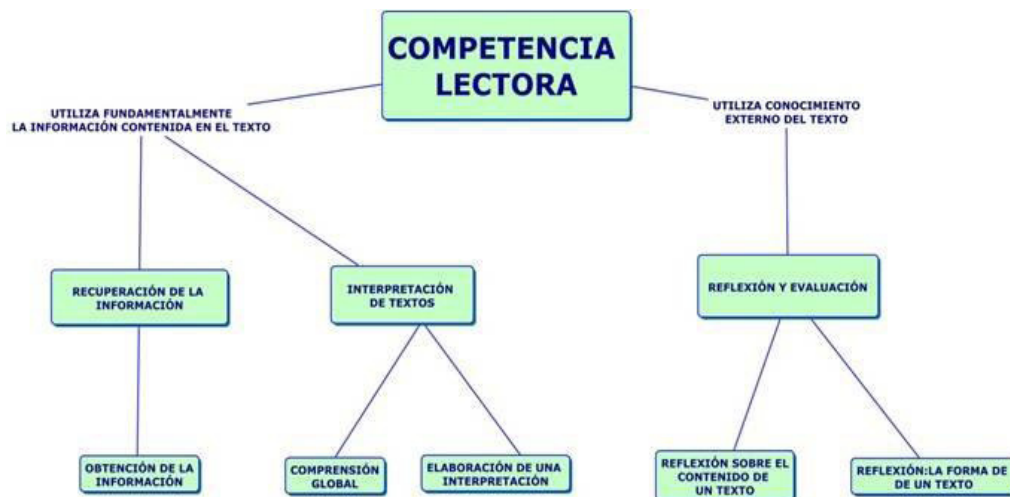 COMPETENCIA
LECTORA
UTILIZA FUNDAMENTALMENTE
LA INFORMACIÓN CONTENIDA EN EL TEXTO
UTILIZA CONOCIMIENTO
EXTERNO DEL TEXTO
RECUPERACIÓN DE LA
INFORMACIÓN
INTERPRETACIÓN
DE TEXTOS
REFLEXIÓN Y EVALUACIÓN
OBTENCIÓN DE LA
INFORMACIÓN
COMPRENSIÓN
GLOBAL
ELABORACIÓN DE UNA
INTERPRETACIÓN
REFLEXIÓN SOBRE EL
CONTENIDO DE
UN TEXTO
REFLEXIÓN:LA FORMA DE
DE UN TEXTO